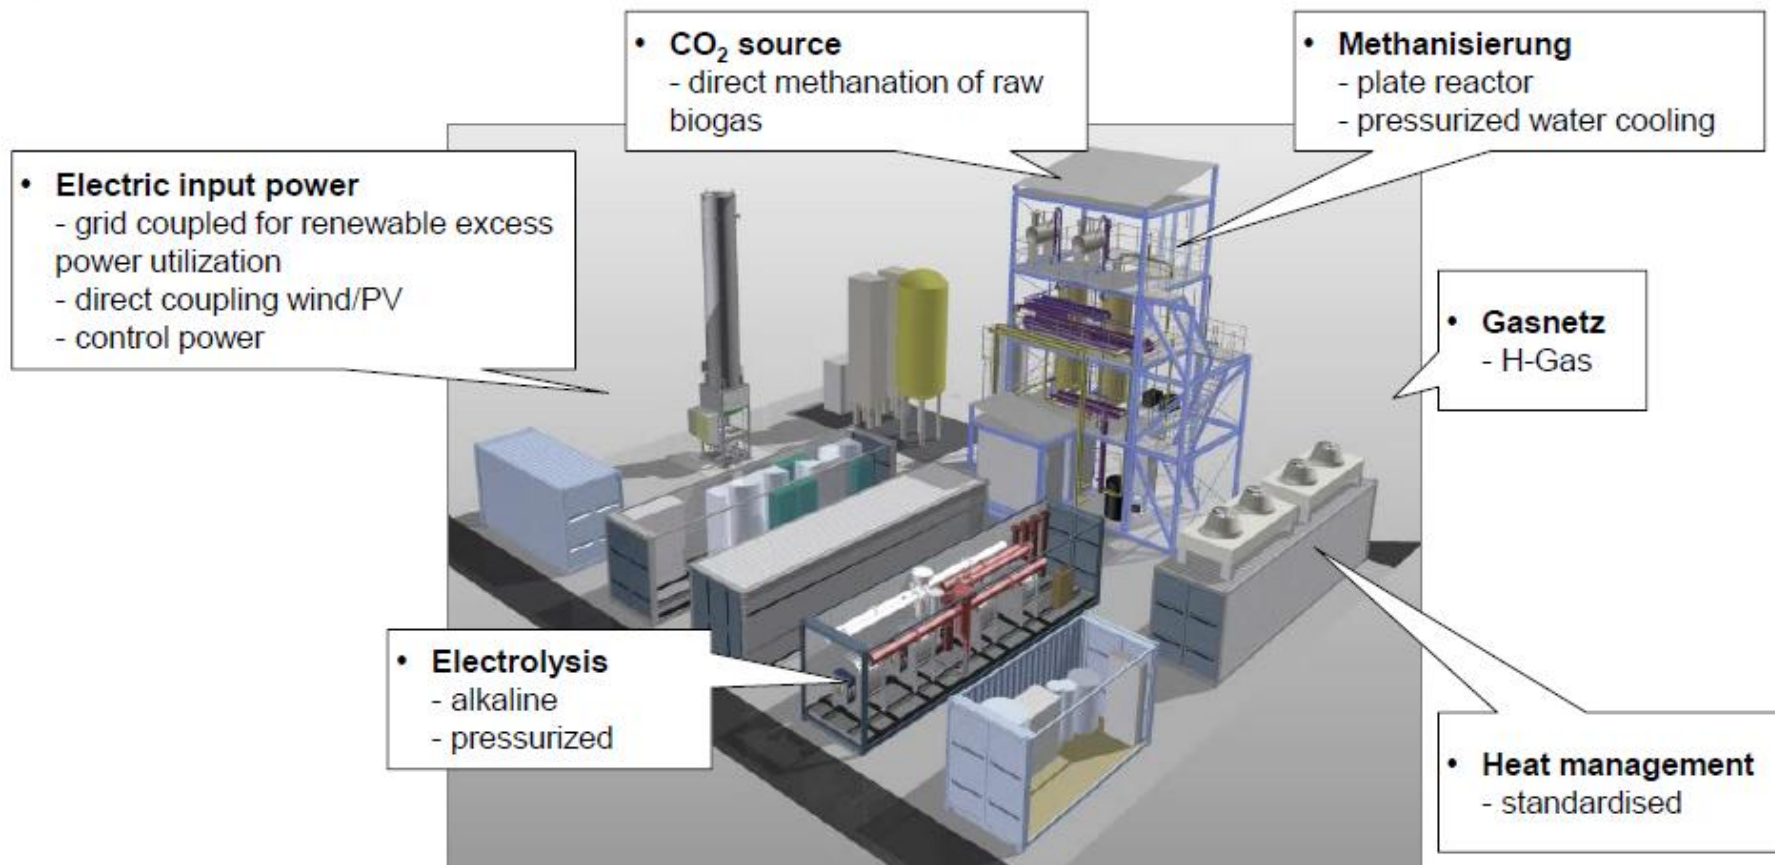 • CO₂ source
- direct methanation of raw
biogas
• Methanisierung
- plate reactor
- pressurized water cooling
• Electric input power
- grid coupled for renewable excess
power utilization
- direct coupling wind/PV
- control power
• Gasnetz
- H-Gas
• Electrolysis
- alkaline
- pressurized
• Heat management
- standardised